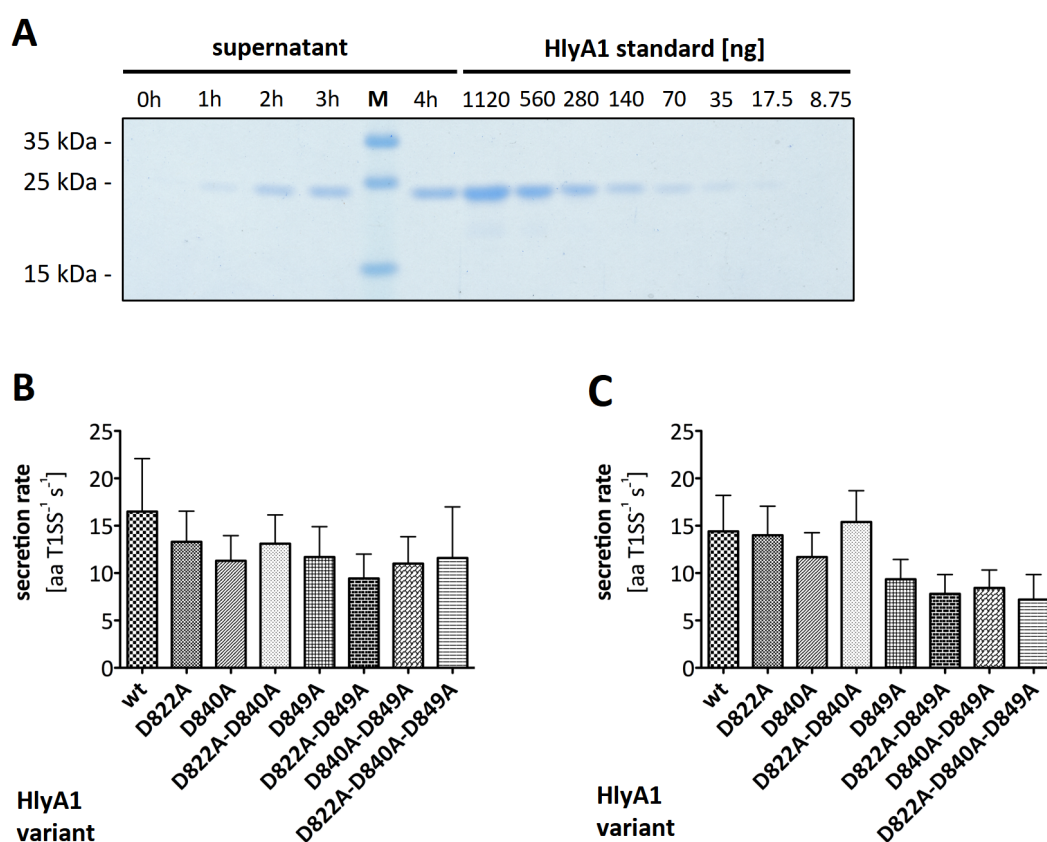 A
supernatant HlyA1 standard [ng]
0h 1h 2h 3h M 4h 1120 560 280 140 70 35 17.5 8.75
35 kDa -
25 kDa -
15 kDa -
B
25
20
15
10
5
0
secretion rate
[aa T1SS⁻¹ s⁻¹]
wt
D822A
D840A
D822A-D840A
D849A
D822A-D849A
D840A-D849A
D822A-D840A-D849A
HlyA1
variant
C
25
20
15
10
5
0
secretion rate
[aa T1SS⁻¹ s⁻¹]
wt
D822A
D840A
D822A-D840A
D849A
D822A-D849A
D840A-D849A
D822A-D840A-D849A
HlyA1
variant